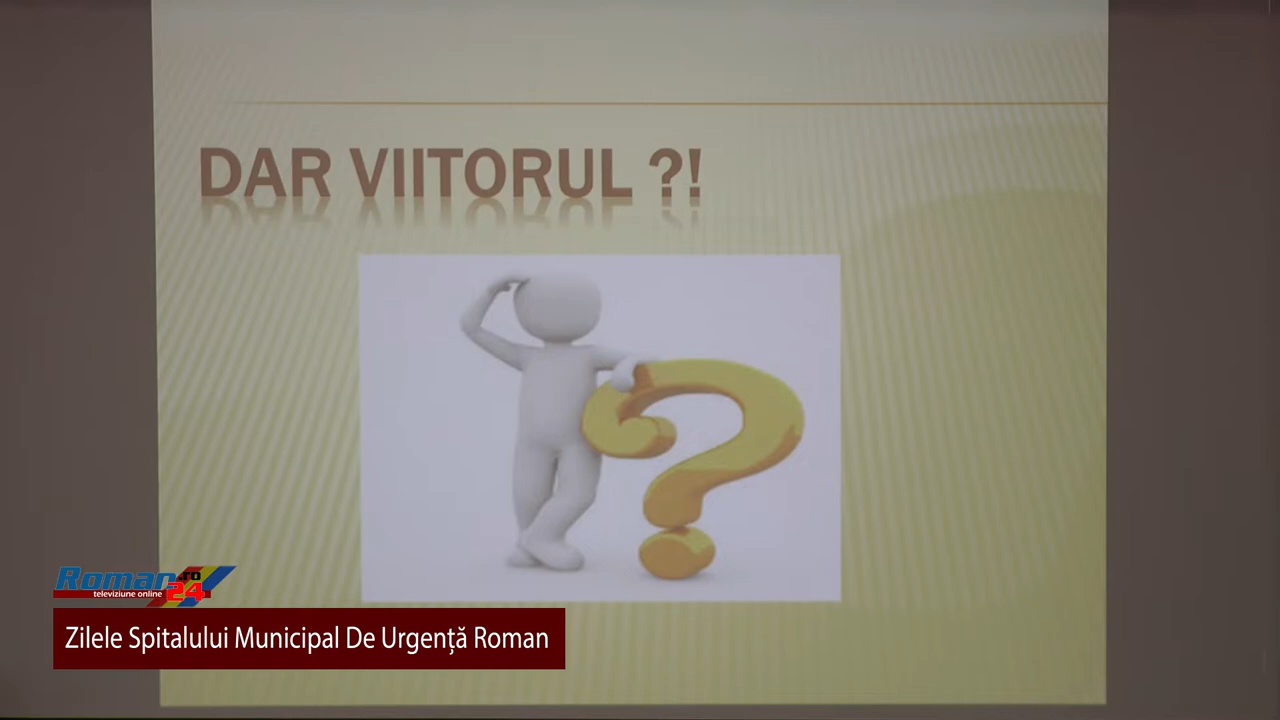 DAR VIITORUL ?!
Roman .ro
24
televiziune online
Zilele Spitalului Municipal De Urgență Roman